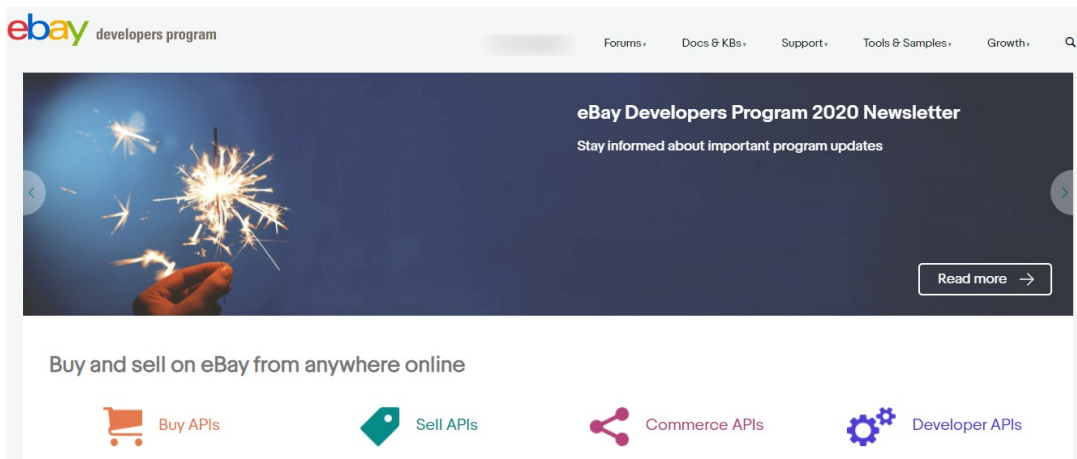 ebay developers program
Forums Docs & KBs Support Tools & Samples Growth
eBay Developers Program 2020 Newsletter
Stay informed about important program updates
Read more
Buy and sell on eBay from anywhere online
Buy APIs Sell APIs Commerce APIs Developer APIs